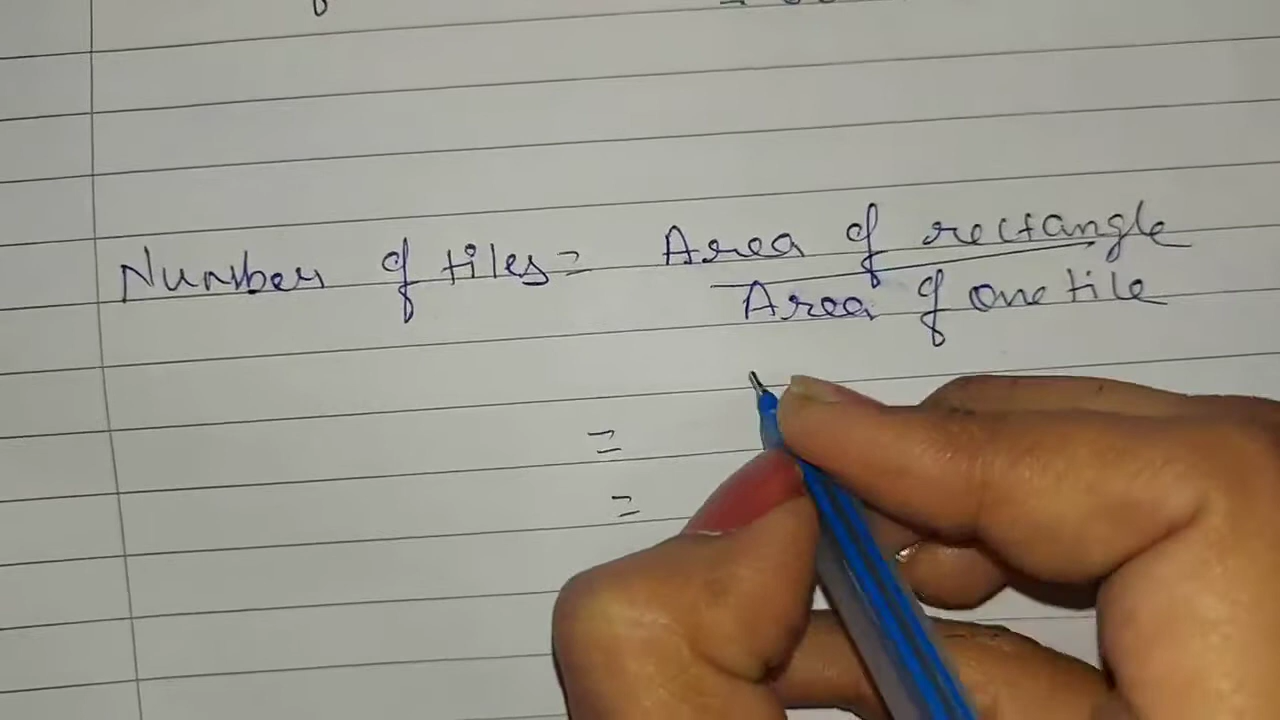 Number of tiles = Area of rectangle
Area of one tile
=
=